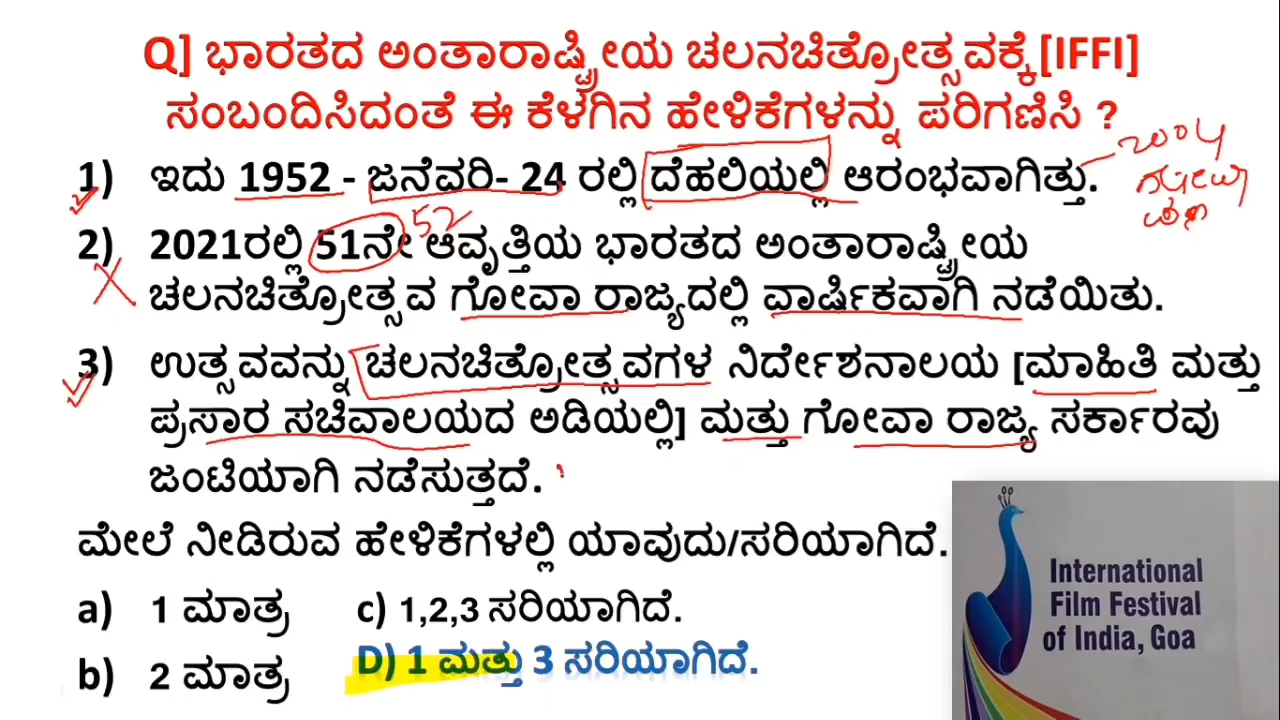 Q] ಭಾರತದ ಅಂತಾರಾಷ್ಟ್ರೀಯ ಚಲನಚಿತ್ರೋತ್ಸವಕ್ಕೆ[IFFI]
ಸಂಬಂದಿಸಿದಂತೆ ಈ ಕೆಳಗಿನ ಹೇಳಿಕೆಗಳನ್ನು ಪರಿಗಣಿಸಿ ?
1) ಇದು 1952 - ಜನೆವರಿ- 24 ರಲ್ಲಿ ದೆಹಲಿಯಲ್ಲಿ ಆರಂಭವಾಗಿತ್ತು.
2004
52
2) 2021ರಲ್ಲಿ 51ನೇ ಆವೃತ್ತಿಯ ಭಾರತದ ಅಂತಾರಾಷ್ಟ್ರೀಯ
ಚಲನಚಿತ್ರೋತ್ಸವ ಗೋವಾ ರಾಜ್ಯದಲ್ಲಿ ವಾರ್ಷಿಕವಾಗಿ ನಡೆಯಿತು.
3) ಉತ್ಸವವನ್ನು ಚಲನಚಿತ್ರೋತ್ಸವಗಳ ನಿರ್ದೇಶನಾಲಯ [ಮಾಹಿತಿ ಮತ್ತು
ಪ್ರಸಾರ ಸಚಿವಾಲಯದ ಅಡಿಯಲ್ಲಿ] ಮತ್ತು ಗೋವಾ ರಾಜ್ಯ ಸರ್ಕಾರವು
ಜಂಟಿಯಾಗಿ ನಡೆಸುತ್ತದೆ.
ಮೇಲೆ ನೀಡಿರುವ ಹೇಳಿಕೆಗಳಲ್ಲಿ ಯಾವುದು/ಸರಿಯಾಗಿದೆ.
a) 1 ಮಾತ್ರ c) 1,2,3 ಸರಿಯಾಗಿದೆ.
b) 2 ಮಾತ್ರ D) 1 ಮತ್ತು 3 ಸರಿಯಾಗಿದೆ.
International
Film Festival
of India, Goa